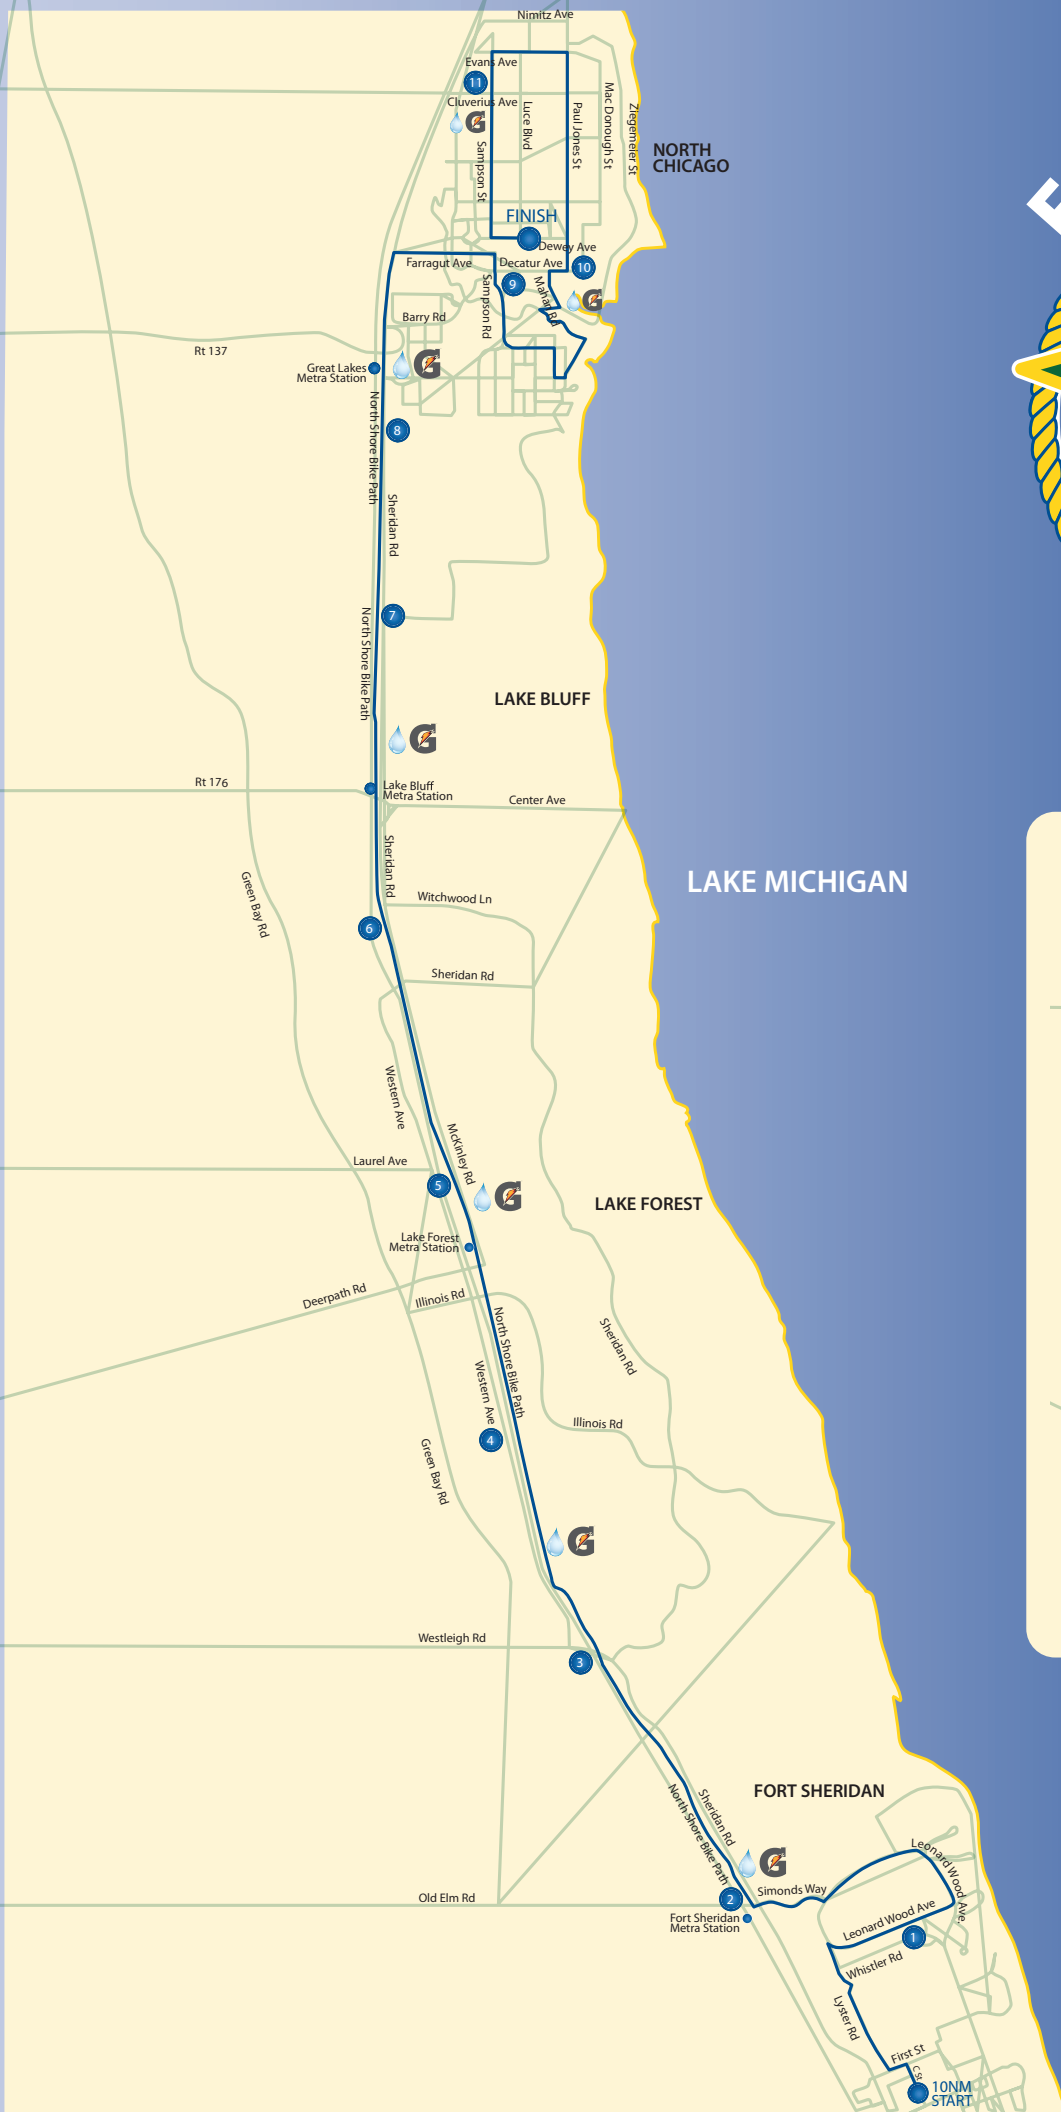 Nimitz Ave
Evans Ave
11
Cluverius Ave
G
Luce Blvd
Paul Jones St
Mac Donough St
Ziegemeier St
Sampson St
NORTH
CHICAGO
FINISH
Dewey Ave
Farragut Ave
Decatur Ave
10
9
Sampson Rd
Mahan Rd
G
Barry Rd
Rt 137
Great Lakes
Metra Station
G
North Shore Bike Path
8
Sheridan Rd
7
North Shore Bike Path
LAKE BLUFF
G
Rt 176
Lake Bluff
Metra Station
Center Ave
Sheridan Rd
LAKE MICHIGAN
Green Bay Rd
Witchwood Ln
6
Sheridan Rd
Western Ave
McKinley Rd
Laurel Ave
5
G
LAKE FOREST
Lake Forest
Metra Station
Deerpath Rd
Illinois Rd
North Shore Bike Path
Sheridan Rd
Western Ave
Illinois Rd
4
Green Bay Rd
G
Westleigh Rd
3
FORT SHERIDAN
North Shore Bike Path
Sheridan Rd
G
Leonard Wood Ave.
Simonds Way
Old Elm Rd
2
Fort Sheridan
Metra Station
Leonard Wood Ave
1
Whistler Rd
Lyster Rd
First St
C St
10NM
START